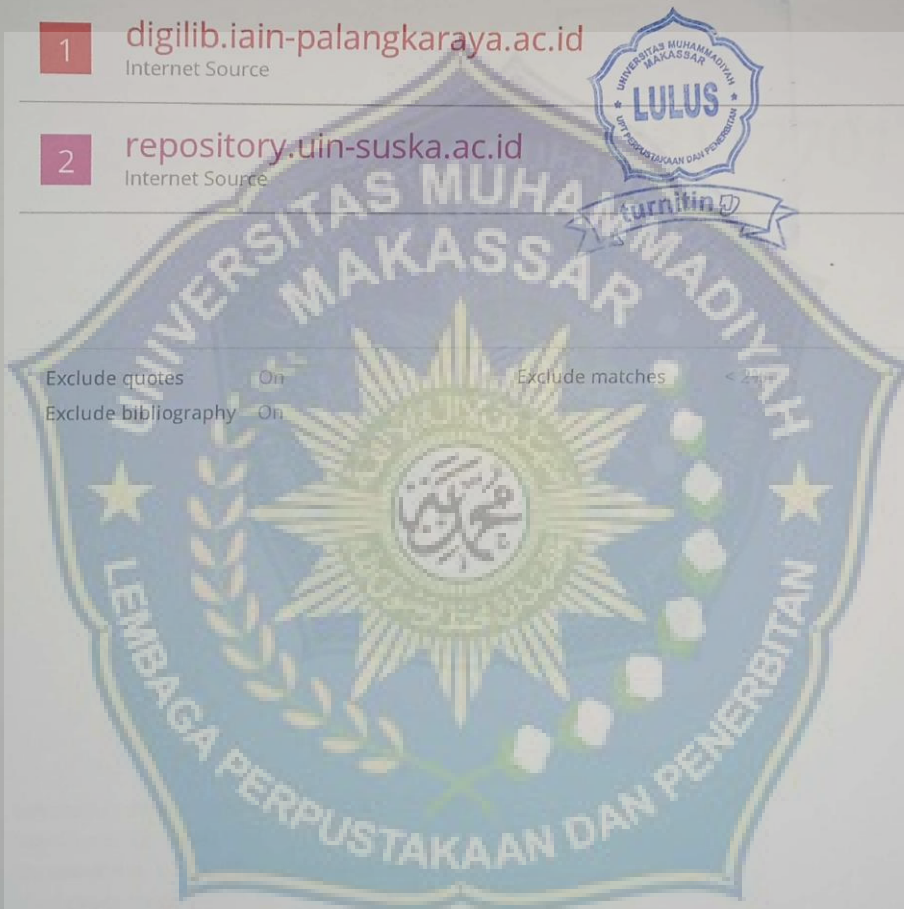 1 digilib.iain-palangkaraya.ac.id
Internet Source
UNIVERSITAS MUHAMMADIYAH
MAKASSAR
LULUS
UPT PERPUSTAKAAN DAN PENERBITAN
turnitin
2 repository.uin-suska.ac.id
Internet Source
UNIVERSITAS MUHAMMADIYAH
MAKASSAR
Exclude quotes On Exclude matches
Exclude bibliography On
LEMBAGA PERPUSTAKAAN DAN PENERBITAN